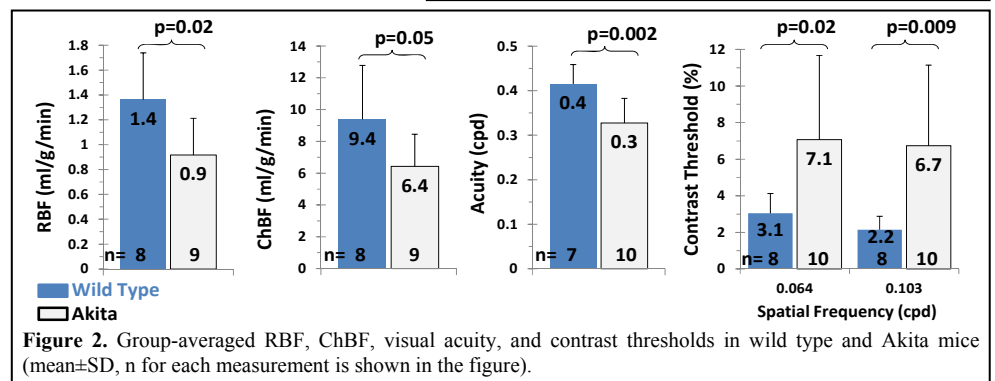 p=0.02
1.8
1.6
1.4
1.2
1
0.8
0.6
0.4
0.2
0
RBF (ml/g/min)
1.4
0.9
n= 8 9
p=0.05
14
12
10
8
6
4
2
0
ChBF (ml/g/min)
9.4
6.4
n= 8 9
p=0.002
0.5
0.4
0.3
0.2
0.1
0
Acuity (cpd)
0.4
0.3
n= 7 10
p=0.02 p=0.009
12
10
8
6
4
2
0
Contrast Threshold (%)
3.1 7.1 2.2 6.7
n= 8 10 8 10
0.064 0.103
Spatial Frequency (cpd)
Wild Type
Akita
Figure 2. Group-averaged RBF, ChBF, visual acuity, and contrast thresholds in wild type and Akita mice
(mean±SD, n for each measurement is shown in the figure).